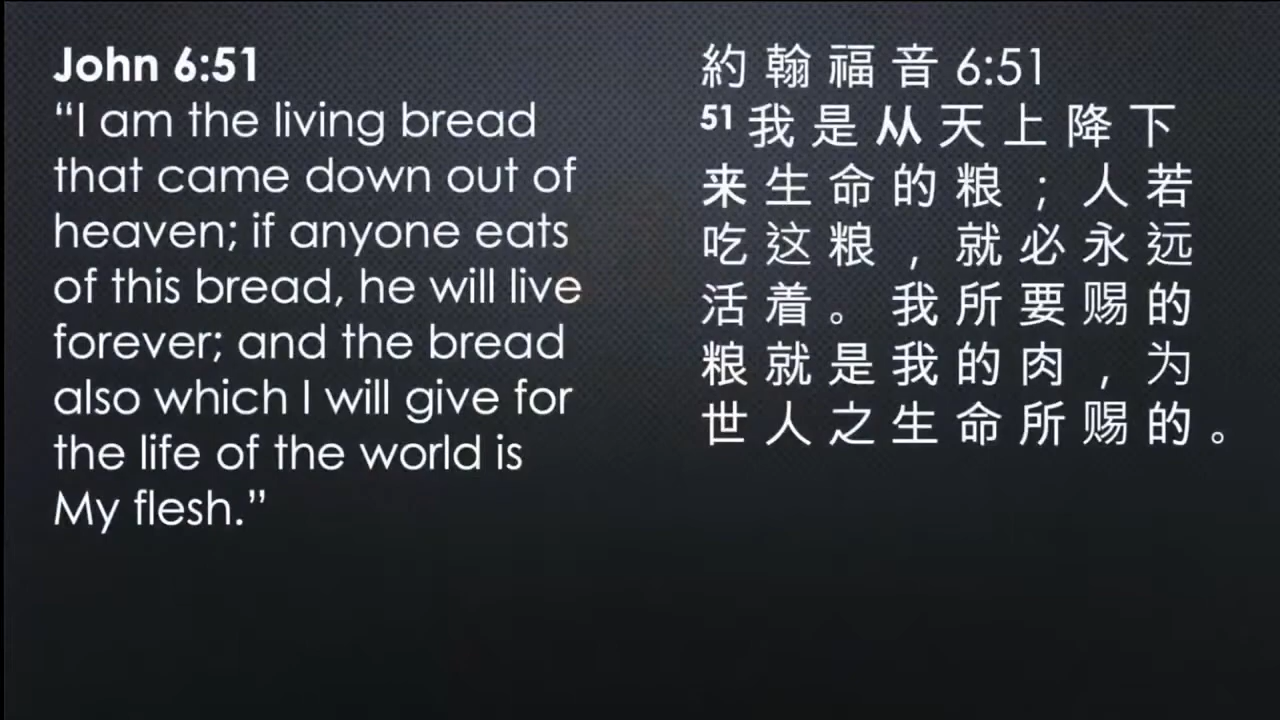 John 6:51
“I am the living bread
that came down out of
heaven; if anyone eats
of this bread, he will live
forever; and the bread
also which I will give for
the life of the world is
My flesh.”
約翰福音 6:51
51 我是从天上降下
来生命的粮；人若
吃这粮，就必永远
活着。我所要赐的
粮就是我的肉，为
世人之生命所赐的。